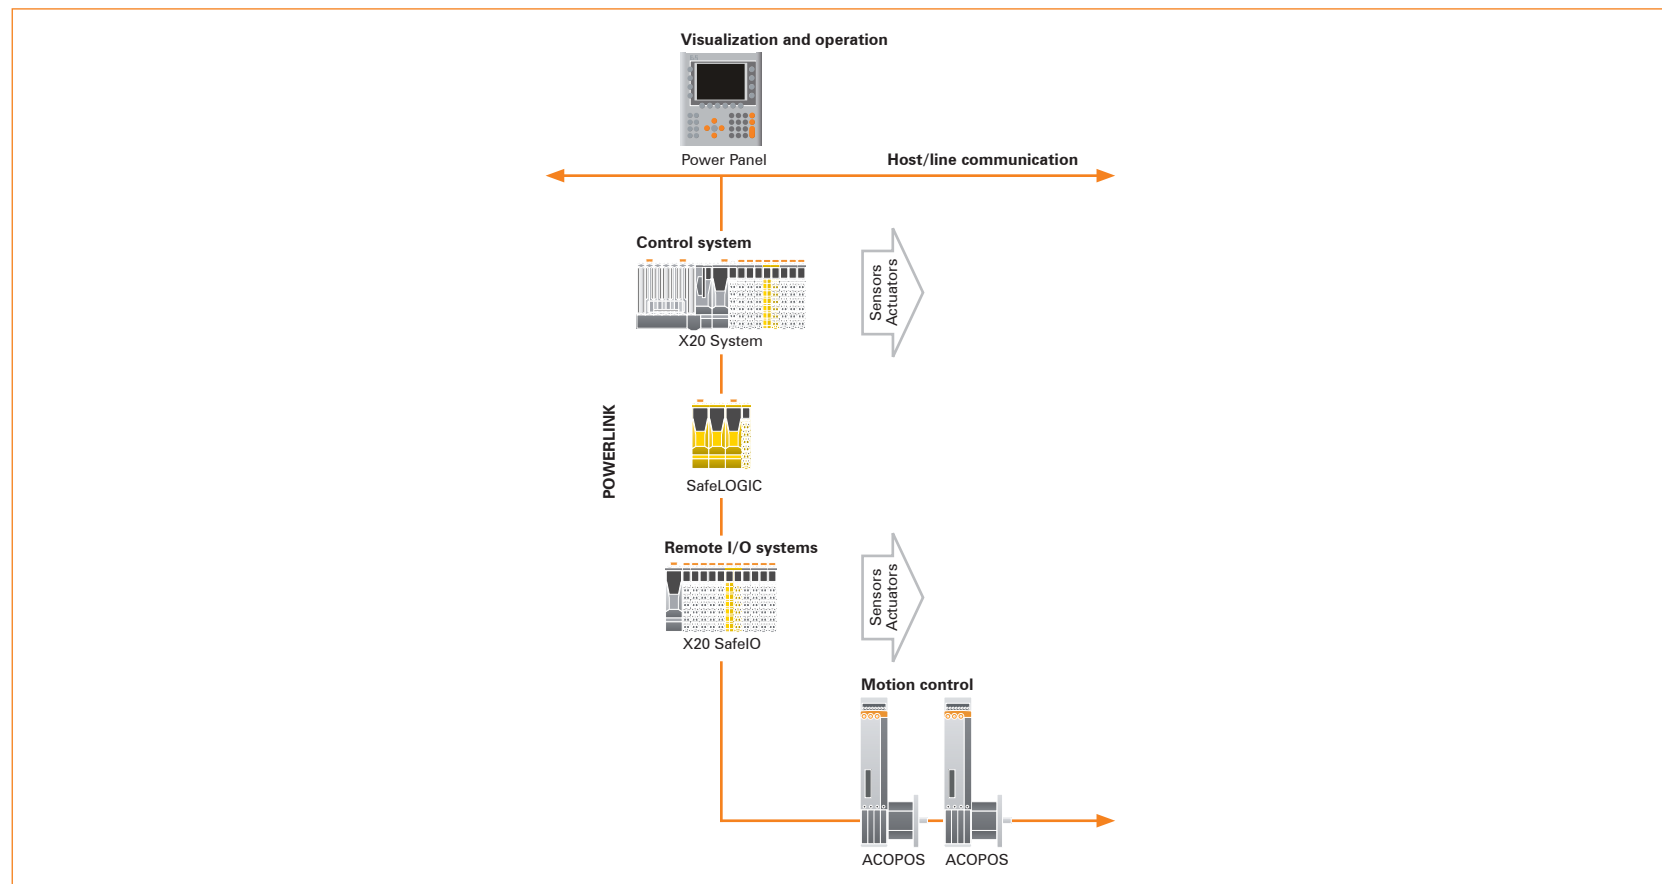 Visualization and operation
Power Panel
Host/line communication
Control system
Sensors
Actuators
X20 System
POWERLINK
SafeLOGIC
Remote I/O systems
Sensors
Actuators
X20 SafeIO
Motion control
ACOPOS
ACOPOS